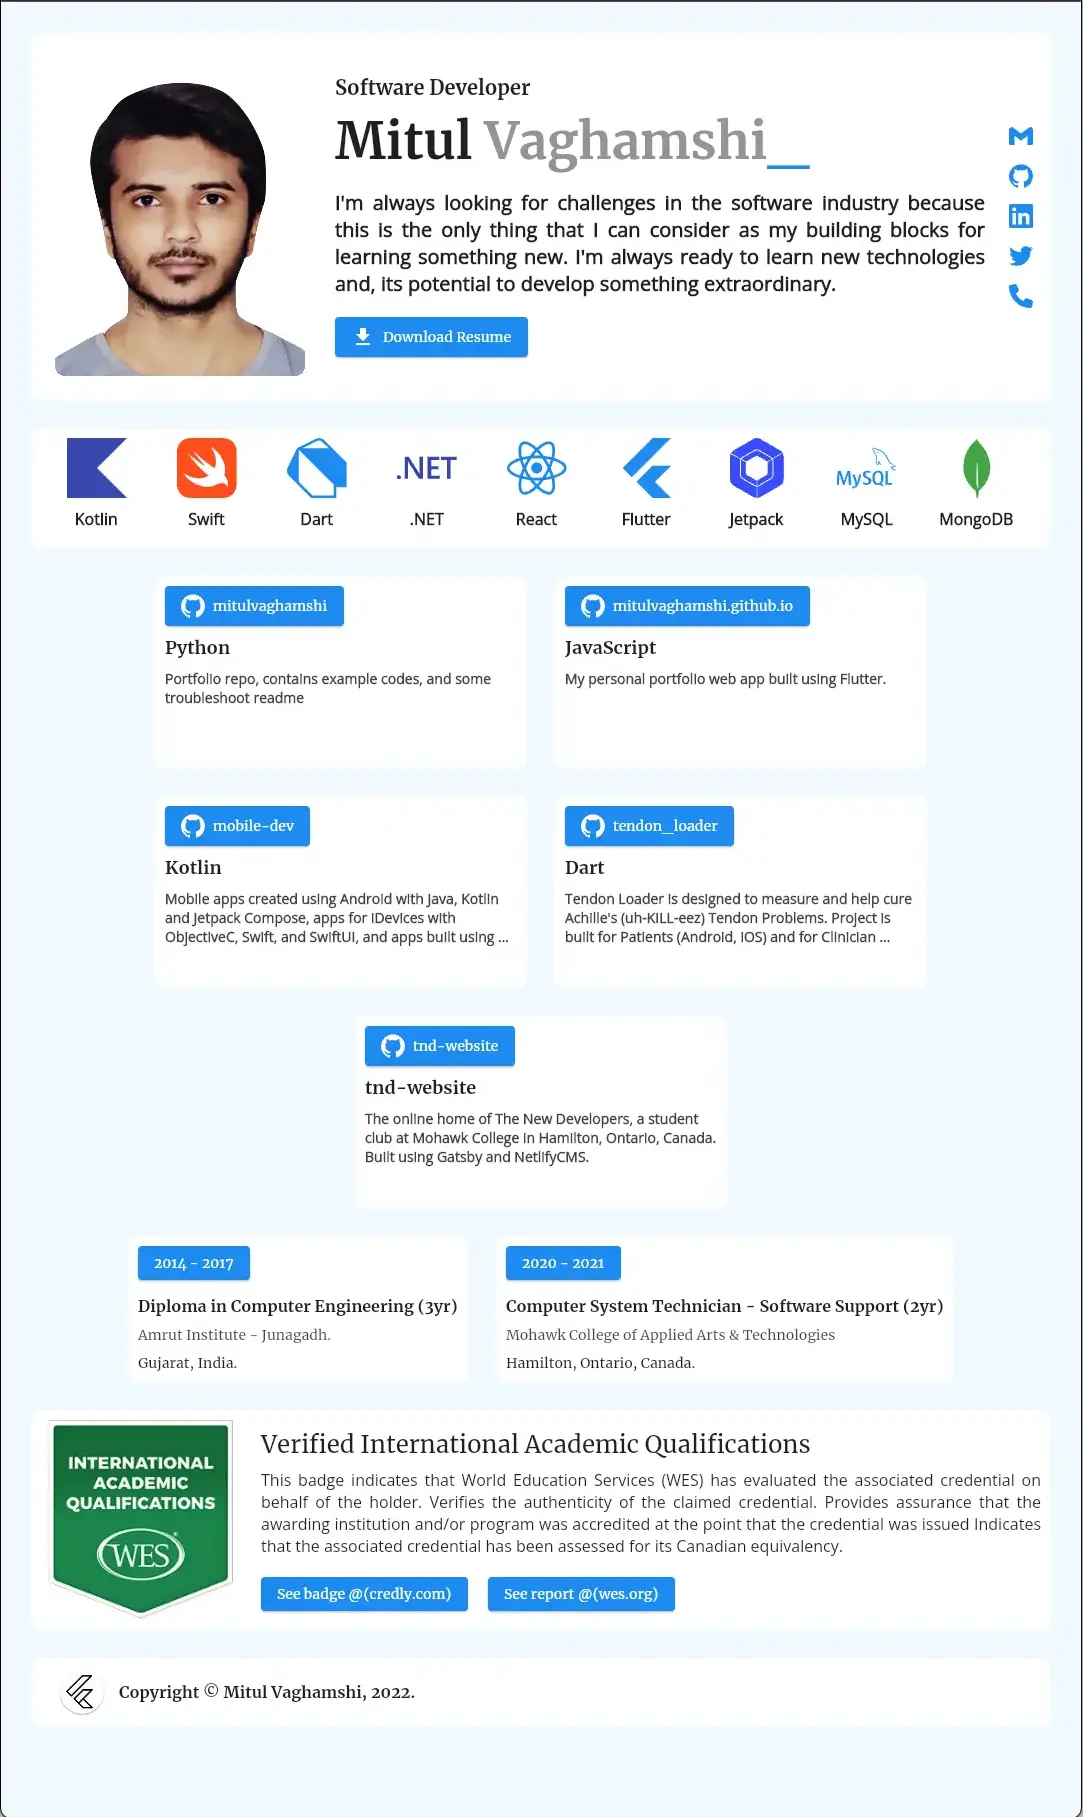 Software Developer
Mitul Vaghamshi_
I'm always looking for challenges in the software industry because
this is the only thing that I can consider as my building blocks for
learning something new. I'm always ready to learn new technologies
and, its potential to develop something extraordinary.
Download Resume
.NET
MySQL
Kotlin
Swift
Dart
.NET
React
Flutter
Jetpack
MySQL
MongoDB
mitulvaghamshi
Python
Portfolio repo, contains example codes, and some
troubleshoot readme
mitulvaghamshi.github.io
JavaScript
My personal portfolio web app built using Flutter.
mobile-dev
Kotlin
Mobile apps created using Android with Java, Kotlin
and Jetpack Compose, apps for iDevices with
ObjectiveC, Swift, and SwiftUI, and apps built using ...
tendon_loader
Dart
Tendon Loader is designed to measure and help cure
Achille's (uh-KILL-eez) Tendon Problems. Project is
built for Patients (Android, IOS) and for Clinician ...
tnd-website
tnd-website
The online home of The New Developers, a student
club at Mohawk College in Hamilton, Ontario, Canada.
Built using Gatsby and NetlifyCMS.
2014 - 2017
Diploma in Computer Engineering (3yr)
Amrut Institute - Junagadh.
Gujarat, India.
2020 - 2021
Computer System Technician - Software Support (2yr)
Mohawk College of Applied Arts & Technologies
Hamilton, Ontario, Canada.
INTERNATIONAL
ACADEMIC
QUALIFICATIONS
WES
Verified International Academic Qualifications
This badge indicates that World Education Services (WES) has evaluated the associated credential on
behalf of the holder. Verifies the authenticity of the claimed credential. Provides assurance that the
awarding institution and/or program was accredited at the point that the credential was issued Indicates
that the associated credential has been assessed for its Canadian equivalency.
See badge @(credly.com)
See report @(wes.org)
Copyright © Mitul Vaghamshi, 2022.